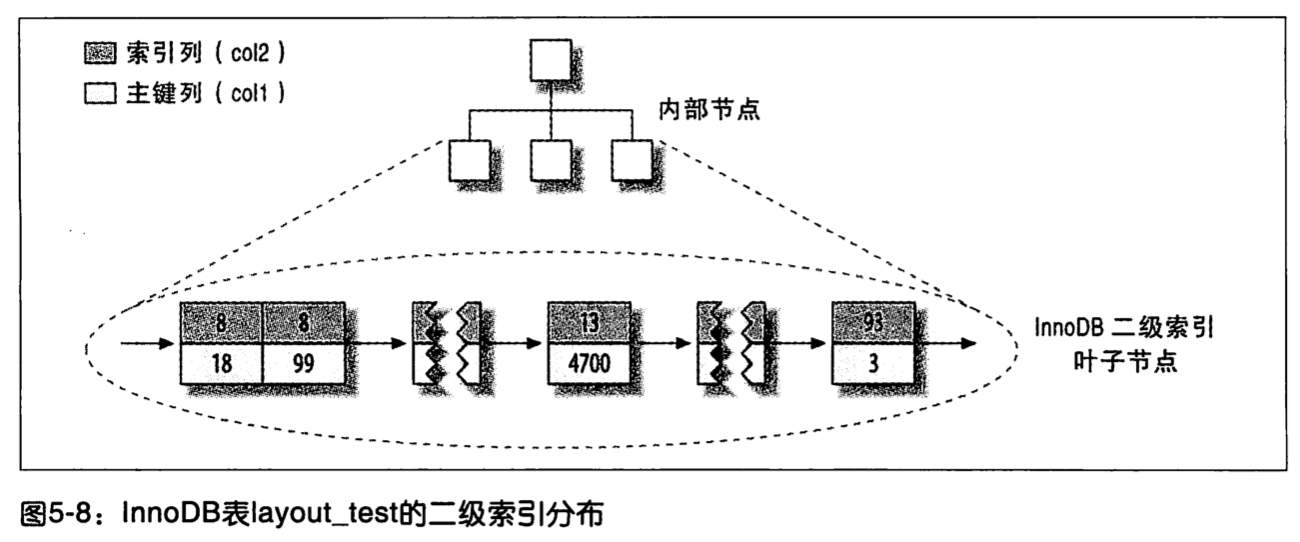 索引列（col2）
主键列（col1）
内部节点
8 8 13 93
18 99 4700 3
InnoDB 二级索引
叶子节点
图5-8：InnoDB表layout_test的二级索引分布